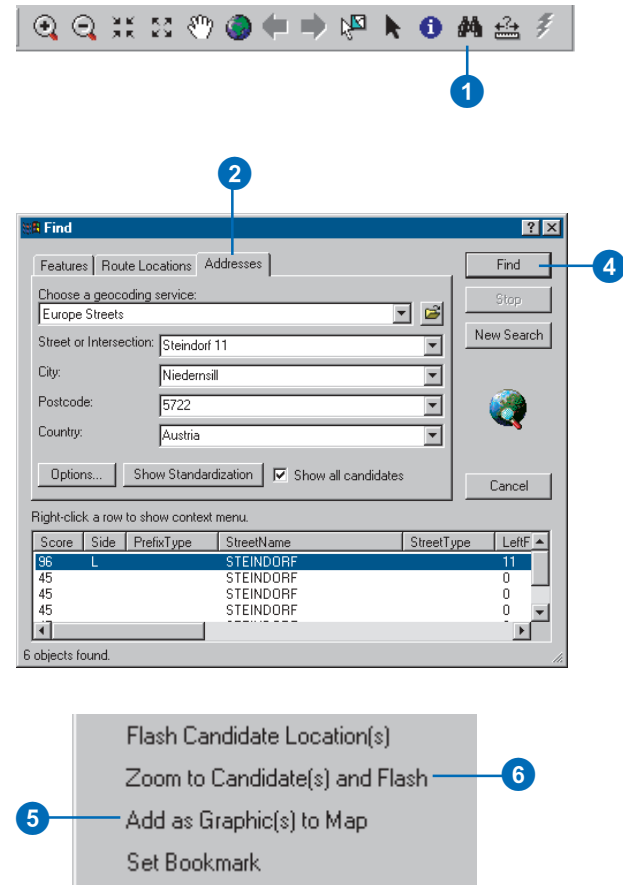 1
2
Find
Features Route Locations Addresses
Find
4
Choose a geocoding service:
Europe Streets
Stop
Street or Intersection: Steindorf 11
New Search
City: Niedernsill
Postcode: 5722
Country: Austria
Options... Show Standardization Show all candidates
Cancel
Right-click a row to show context menu.
Score Side PrefixType StreetName StreetType LeftF
96 L STEINDORF 11
45 STEINDORF 0
45 STEINDORF 0
45 STEINDORF 0
6 objects found.
Flash Candidate Location(s)
Zoom to Candidate(s) and Flash 6
5 Add as Graphic(s) to Map
Set Bookmark